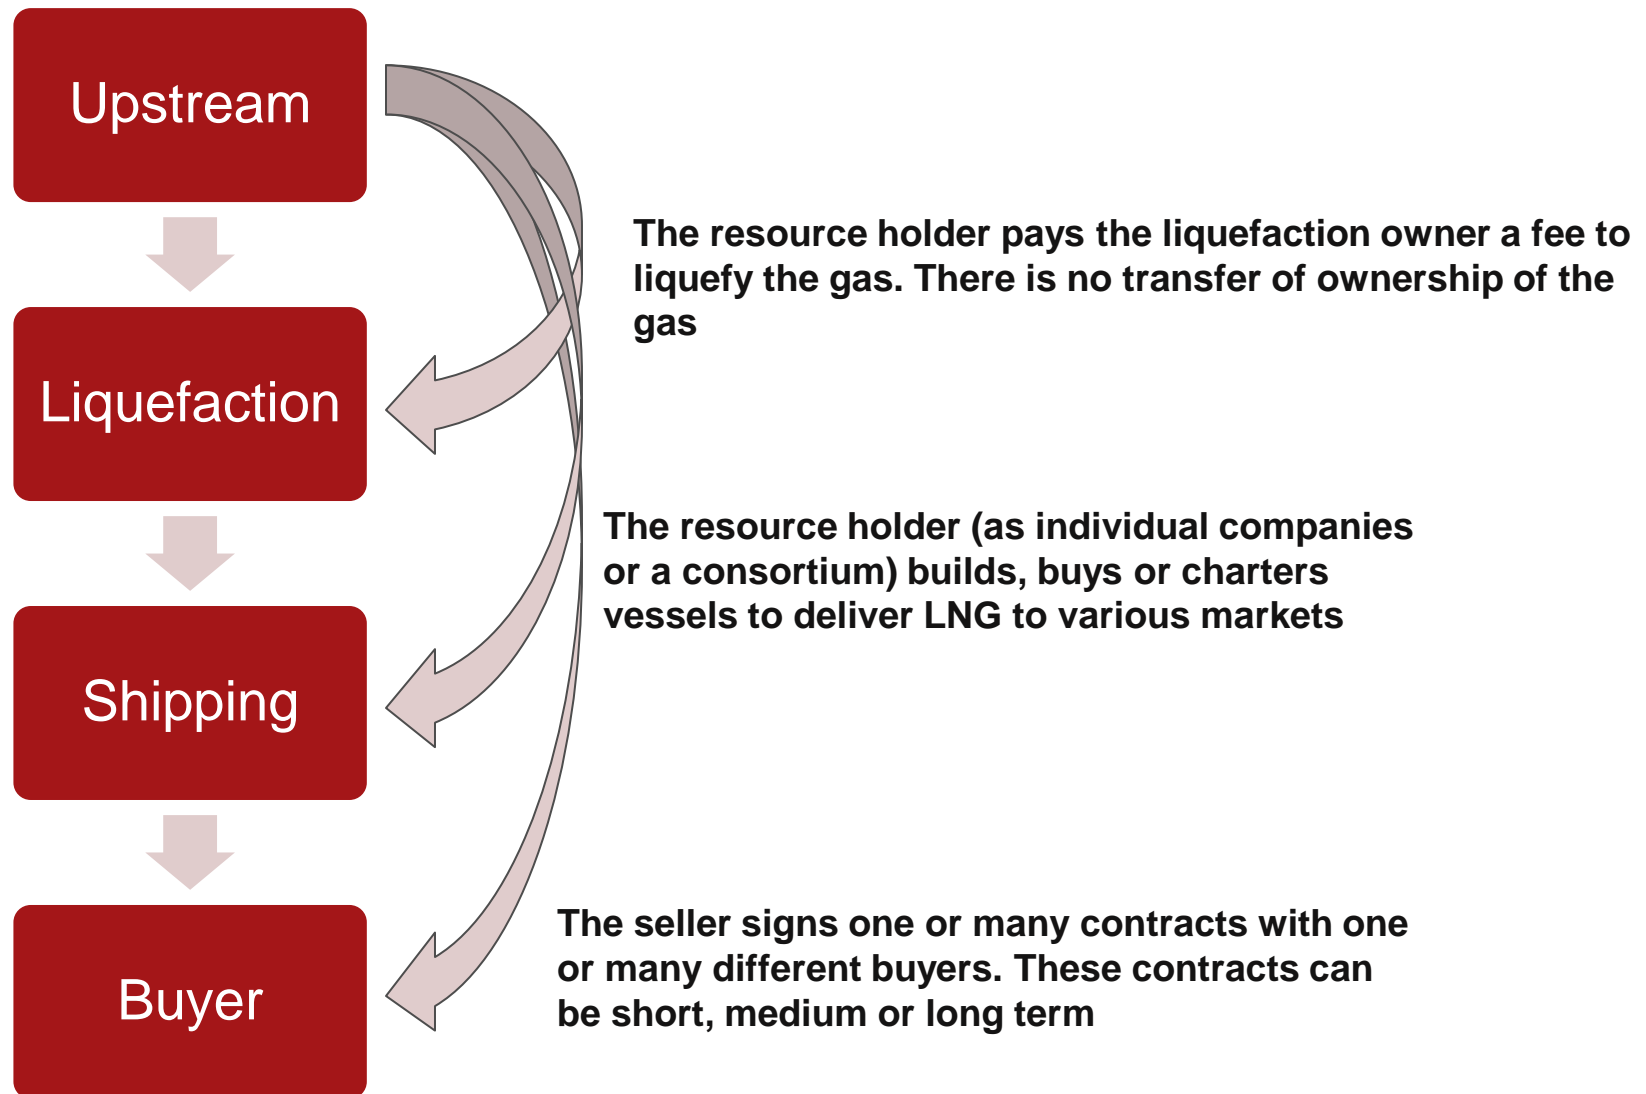 Upstream
The resource holder pays the liquefaction owner a fee to
liquefy the gas. There is no transfer of ownership of the
gas
Liquefaction
The resource holder (as individual companies
or a consortium) builds, buys or charters
vessels to deliver LNG to various markets
Shipping
The seller signs one or many contracts with one
or many different buyers. These contracts can
be short, medium or long term
Buyer